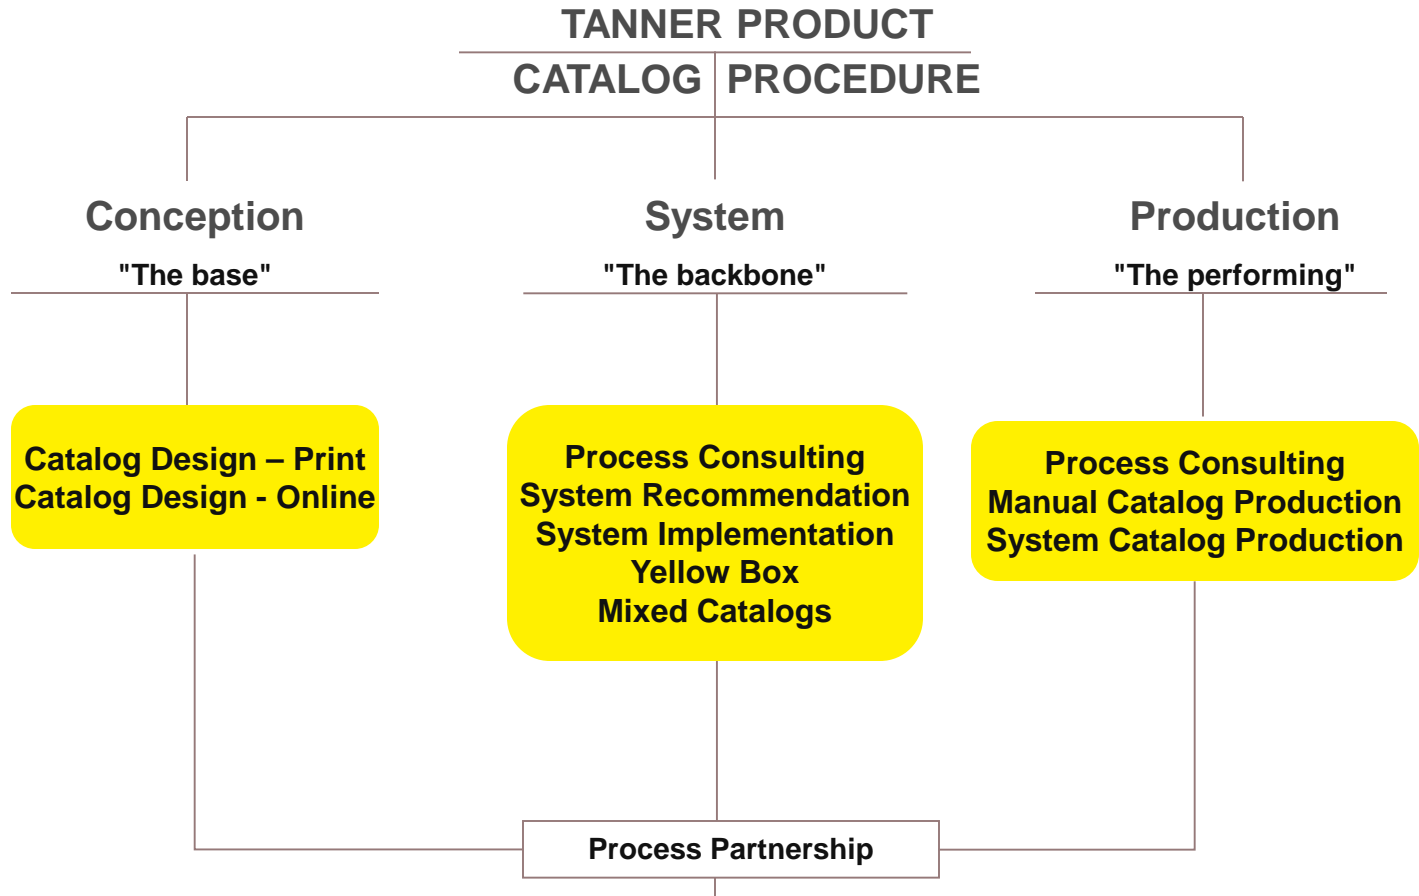 TANNER PRODUCT
CATALOG PROCEDURE
Conception
"The base"
Catalog Design – Print
Catalog Design - Online
System
"The backbone"
Process Consulting
System Recommendation
System Implementation
Yellow Box
Mixed Catalogs
Production
"The performing"
Process Consulting
Manual Catalog Production
System Catalog Production
Process Partnership